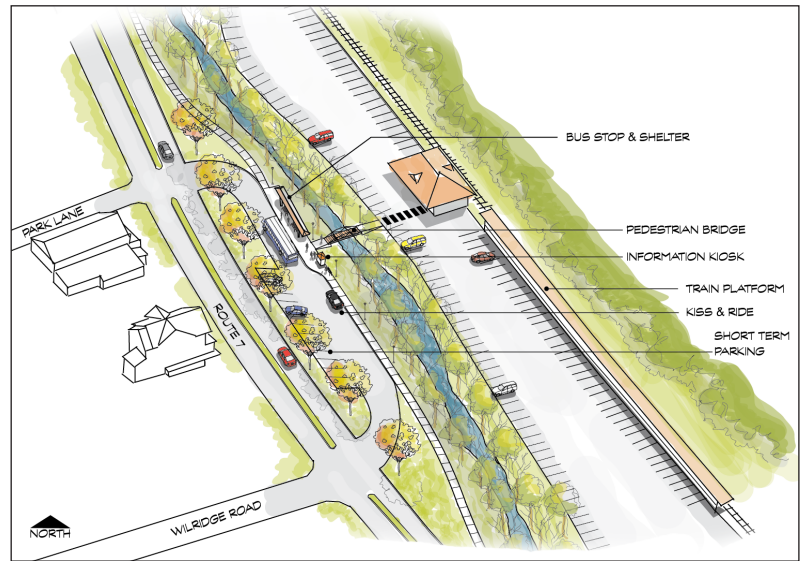 BUS STOP & SHELTER
PARK LANE
PEDESTRIAN BRIDGE
INFORMATION KIOSK
TRAIN PLATFORM
KISS & RIDE
ROUTE 7
SHORT TERM
PARKING
WILRIDGE ROAD
NORTH